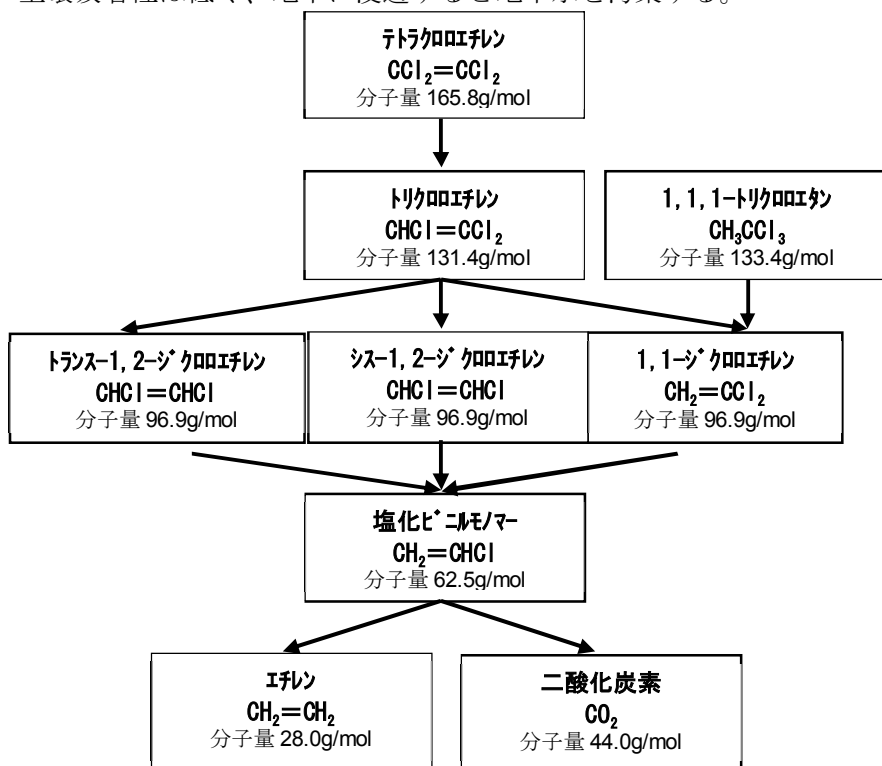 テトラクロロエチレン
CCl₂＝CCl₂
分子量 165.8g/mol
トリクロロエチレン
CHCl＝CCl₂
分子量 131.4g/mol
1,1,1-トリクロロエタン
CH₃CCl₃
分子量 133.4g/mol
トランス-1,2-ジクロロエチレン
CHCl＝CHCl
分子量 96.9g/mol
シス-1,2-ジクロロエチレン
CHCl＝CHCl
分子量 96.9g/mol
1,1-ジクロロエチレン
CH₂＝CCl₂
分子量 96.9g/mol
塩化ビニルモノマー
CH₂＝CHCl
分子量 62.5g/mol
エチレン
CH₂＝CH₂
分子量 28.0g/mol
二酸化炭素
CO₂
分子量 44.0g/mol